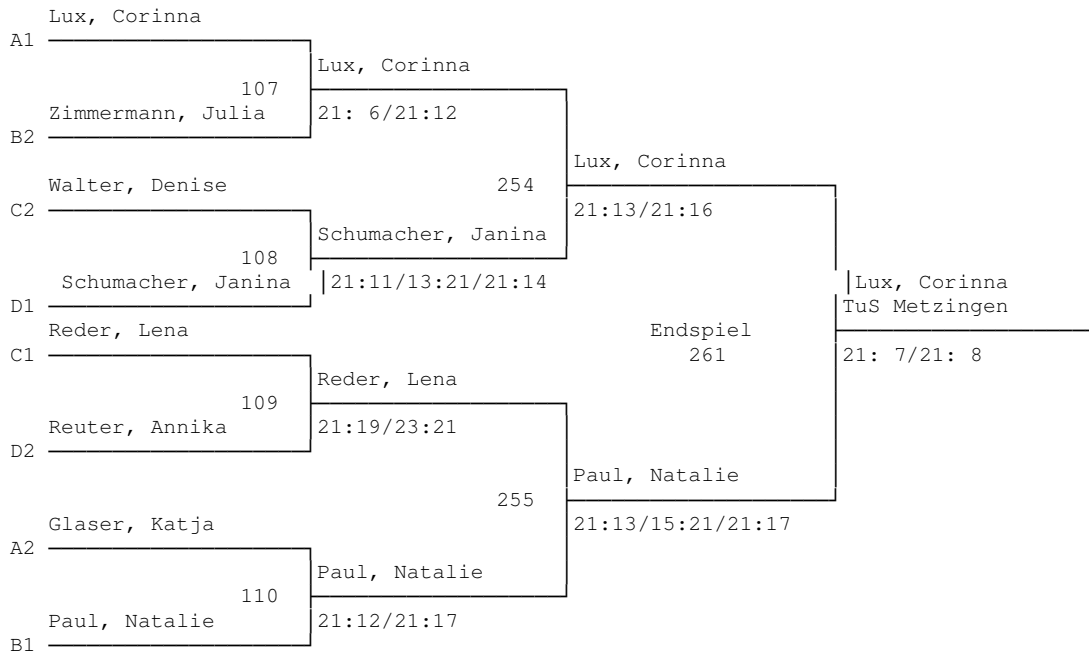 Lux, Corinna
A1
Lux, Corinna
107
Zimmermann, Julia 21: 6/21:12
B2
Lux, Corinna
Walter, Denise 254
C2 21:13/21:16
Schumacher, Janina
108
Schumacher, Janina 21:11/13:21/21:14 Lux, Corinna
D1 TuS Metzingen
Reder, Lena Endspiel
C1 261 21: 7/21: 8
Reder, Lena
109
Reuter, Annika 21:19/23:21
D2
Paul, Natalie
255
Glaser, Katja 21:13/15:21/21:17
A2
Paul, Natalie
110
Paul, Natalie 21:12/21:17
B1